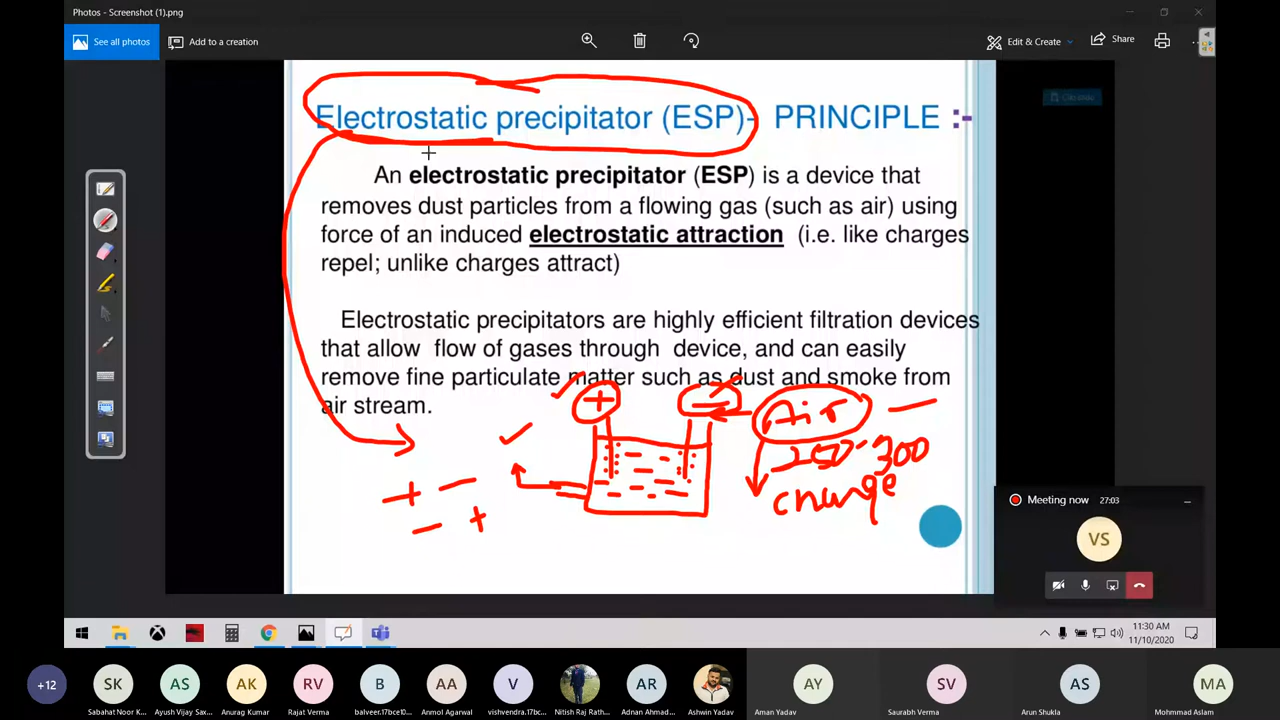 Photos - Screenshot (1).png
See all photos
Add to a creation
Edit & Create
Share
Electrostatic precipitator (ESP)- PRINCIPLE :-
An electrostatic precipitator (ESP) is a device that
removes dust particles from a flowing gas (such as air) using
force of an induced electrostatic attraction (i.e. like charges
repel; unlike charges attract)
Electrostatic precipitators are highly efficient filtration devices
that allow flow of gases through device, and can easily
remove fine particulate matter such as dust and smoke from
air stream.
+
−
Air −
250-300
charge
+ −
− +
Meeting now 27:03
VS
11:30 AM
11/10/2020
+12
SK
AS
AK
RV
B
AA
V
AR
AY
SV
AS
MA
Sabahat Noor K...
Ayush Vijay Sax...
Anurag Kumar
Rajat Verma
balveer.17bce10...
Anmol Agarwal
vishvendra.17bc...
Nitish Raj Rath...
Adnan Ahmad...
Ashwin Yadav
Aman Yadav
Saurabh Verma
Arun Shukla
Mohmmad Aslam